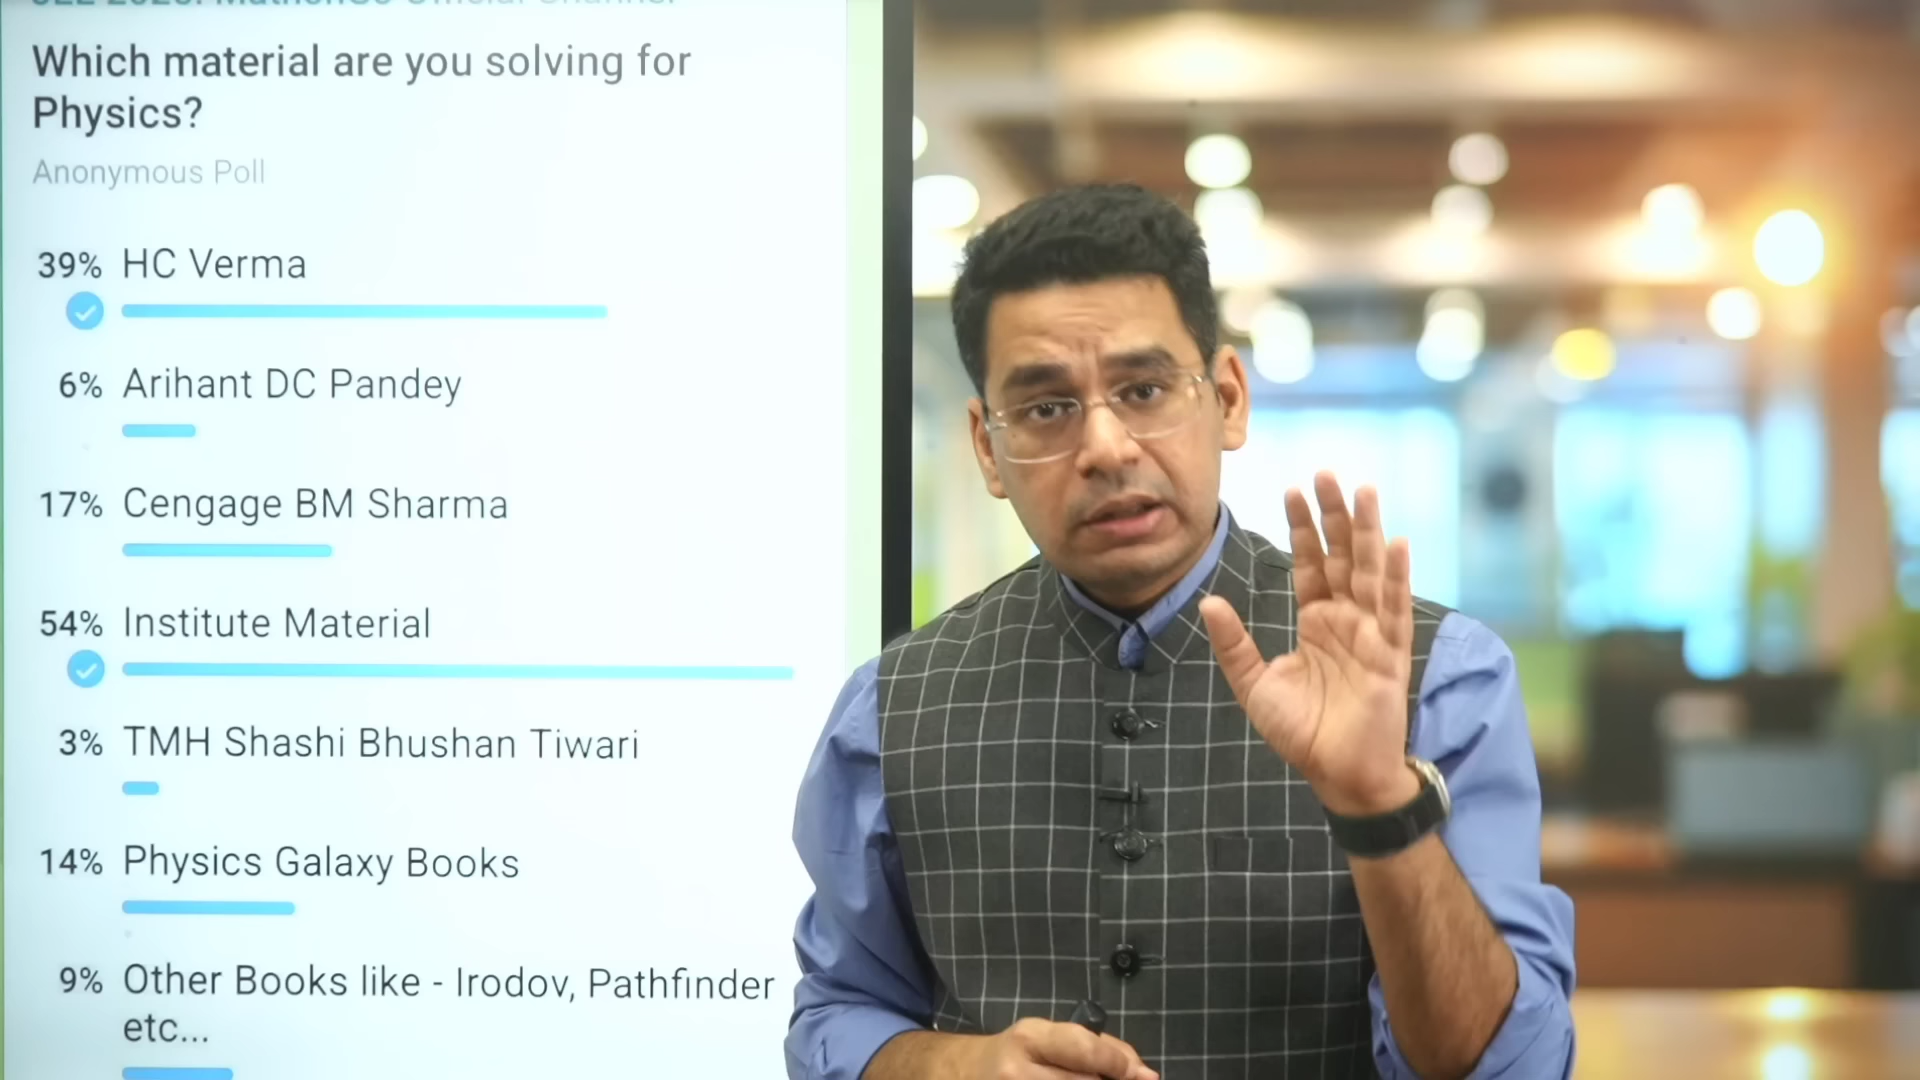 Which material are you solving for
Physics?
Anonymous Poll
39% HC Verma
6% Arihant DC Pandey
17% Cengage BM Sharma
54% Institute Material
3% TMH Shashi Bhushan Tiwari
14% Physics Galaxy Books
9% Other Books like - Irodov, Pathfinder
etc...